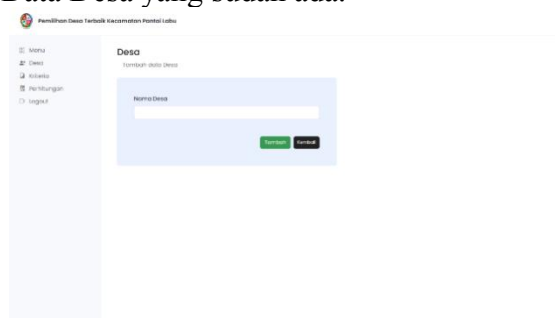 Data Desa yang sudah ada.
Pemilihan Desa Terbaik Kecamatan Pantai Labu
Menu
Desa
Kriteria
Perhitungan
Logout
Desa
Tambah data Desa
Nama Desa
Tambah
Kembali